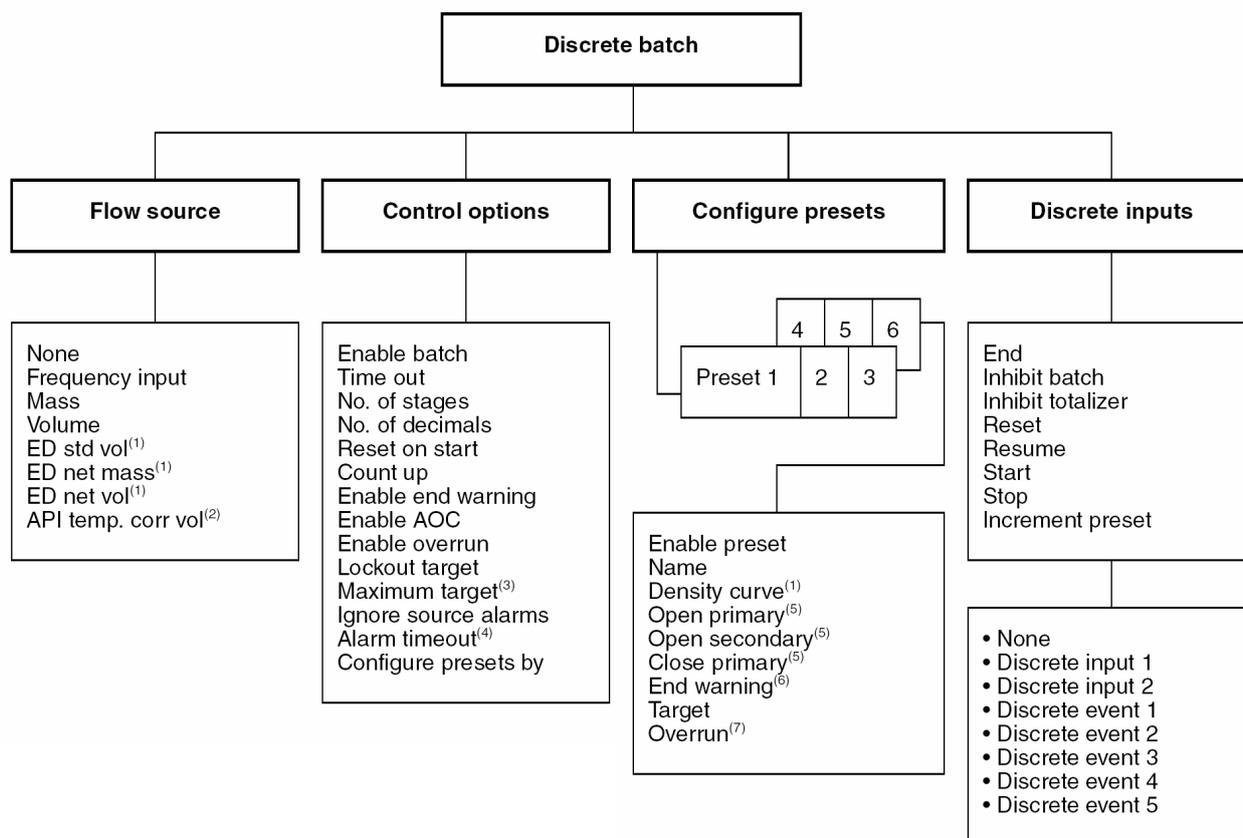 Discrete batch
Flow source
Control options
Configure presets
Discrete inputs
None
Frequency input
Mass
Volume
ED std vol(1)
ED net mass(1)
ED net vol(1)
API temp. corr vol(2)
Enable batch
Time out
No. of stages
No. of decimals
Reset on start
Count up
Enable end warning
Enable AOC
Enable overrun
Lockout target
Maximum target(3)
Ignore source alarms
Alarm timeout(4)
Configure presets by
4 5 6
Preset 1 2 3
Enable preset
Name
Density curve(1)
Open primary(5)
Open secondary(5)
Close primary(5)
End warning(6)
Target
Overrun(7)
End
Inhibit batch
Inhibit totalizer
Reset
Resume
Start
Stop
Increment preset
• None
• Discrete input 1
• Discrete input 2
• Discrete event 1
• Discrete event 2
• Discrete event 3
• Discrete event 4
• Discrete event 5